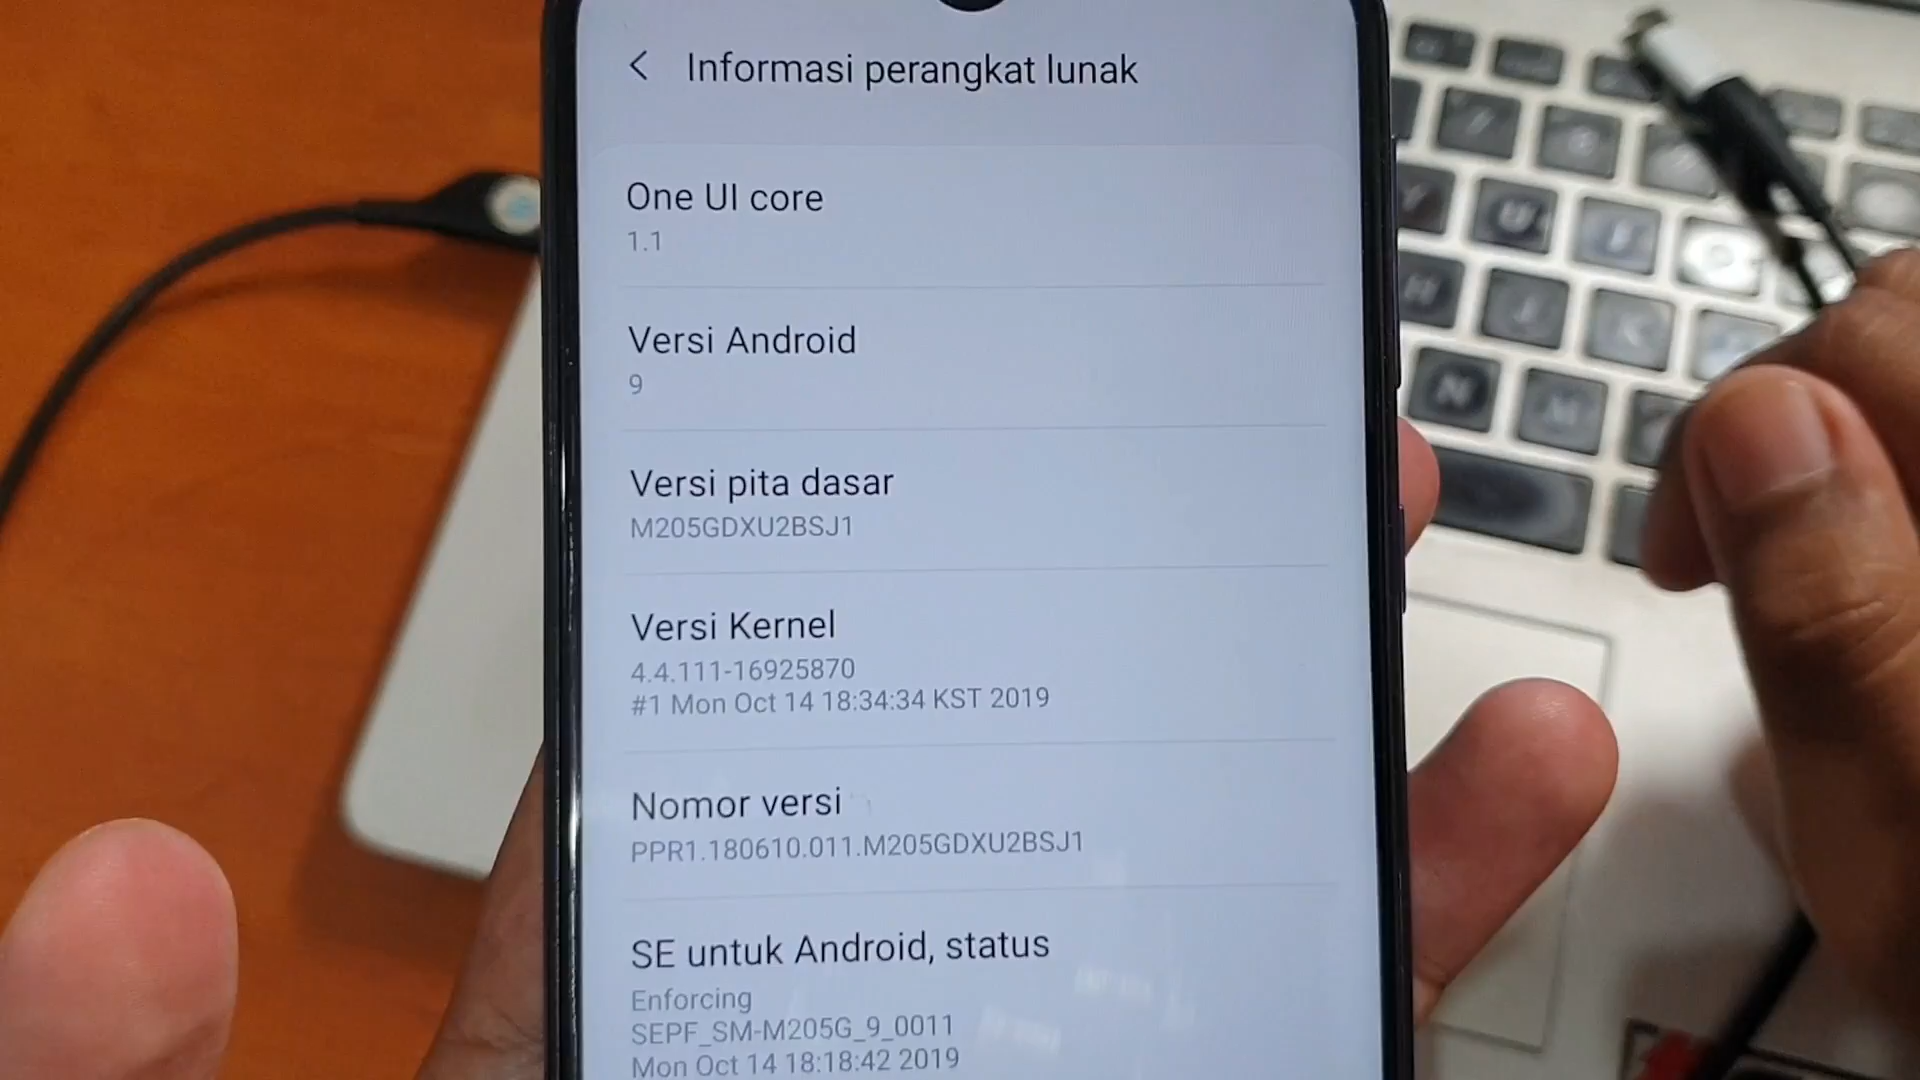 Informasi perangkat lunak
One UI core
1.1
Versi Android
9
Versi pita dasar
M205GDXU2BSJ1
Versi Kernel
4.4.111-16925870
#1 Mon Oct 14 18:34:34 KST 2019
Nomor versi
PPR1.180610.011.M205GDXU2BSJ1
SE untuk Android, status
Enforcing
SEPF_SM-M205G_9_0011
Mon Oct 14 18:18:42 2019